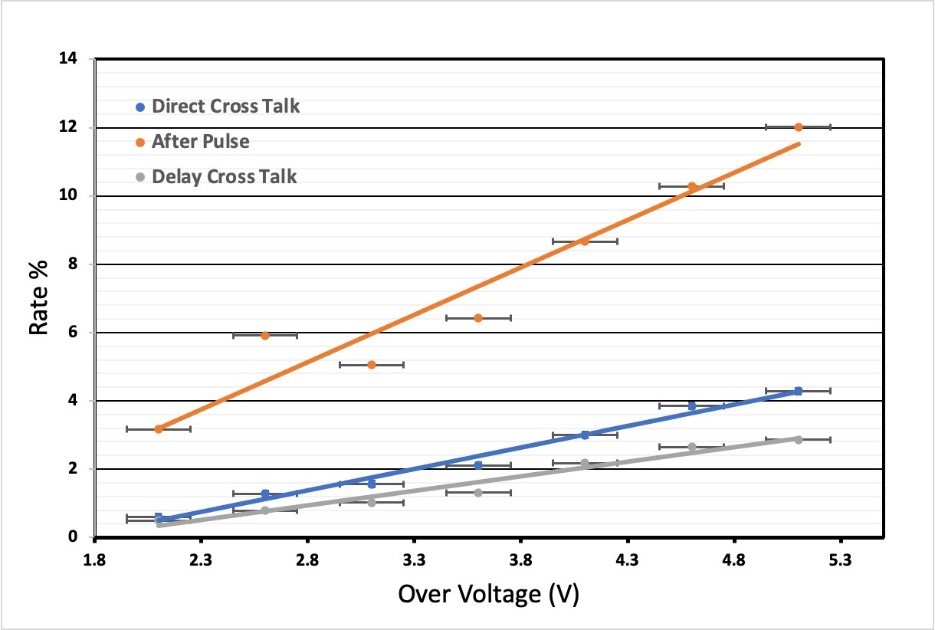 14
12
10
8
6
4
2
0
Rate %
Direct Cross Talk
After Pulse
Delay Cross Talk
1.8 2.3 2.8 3.3 3.8 4.3 4.8 5.3
Over Voltage (V)